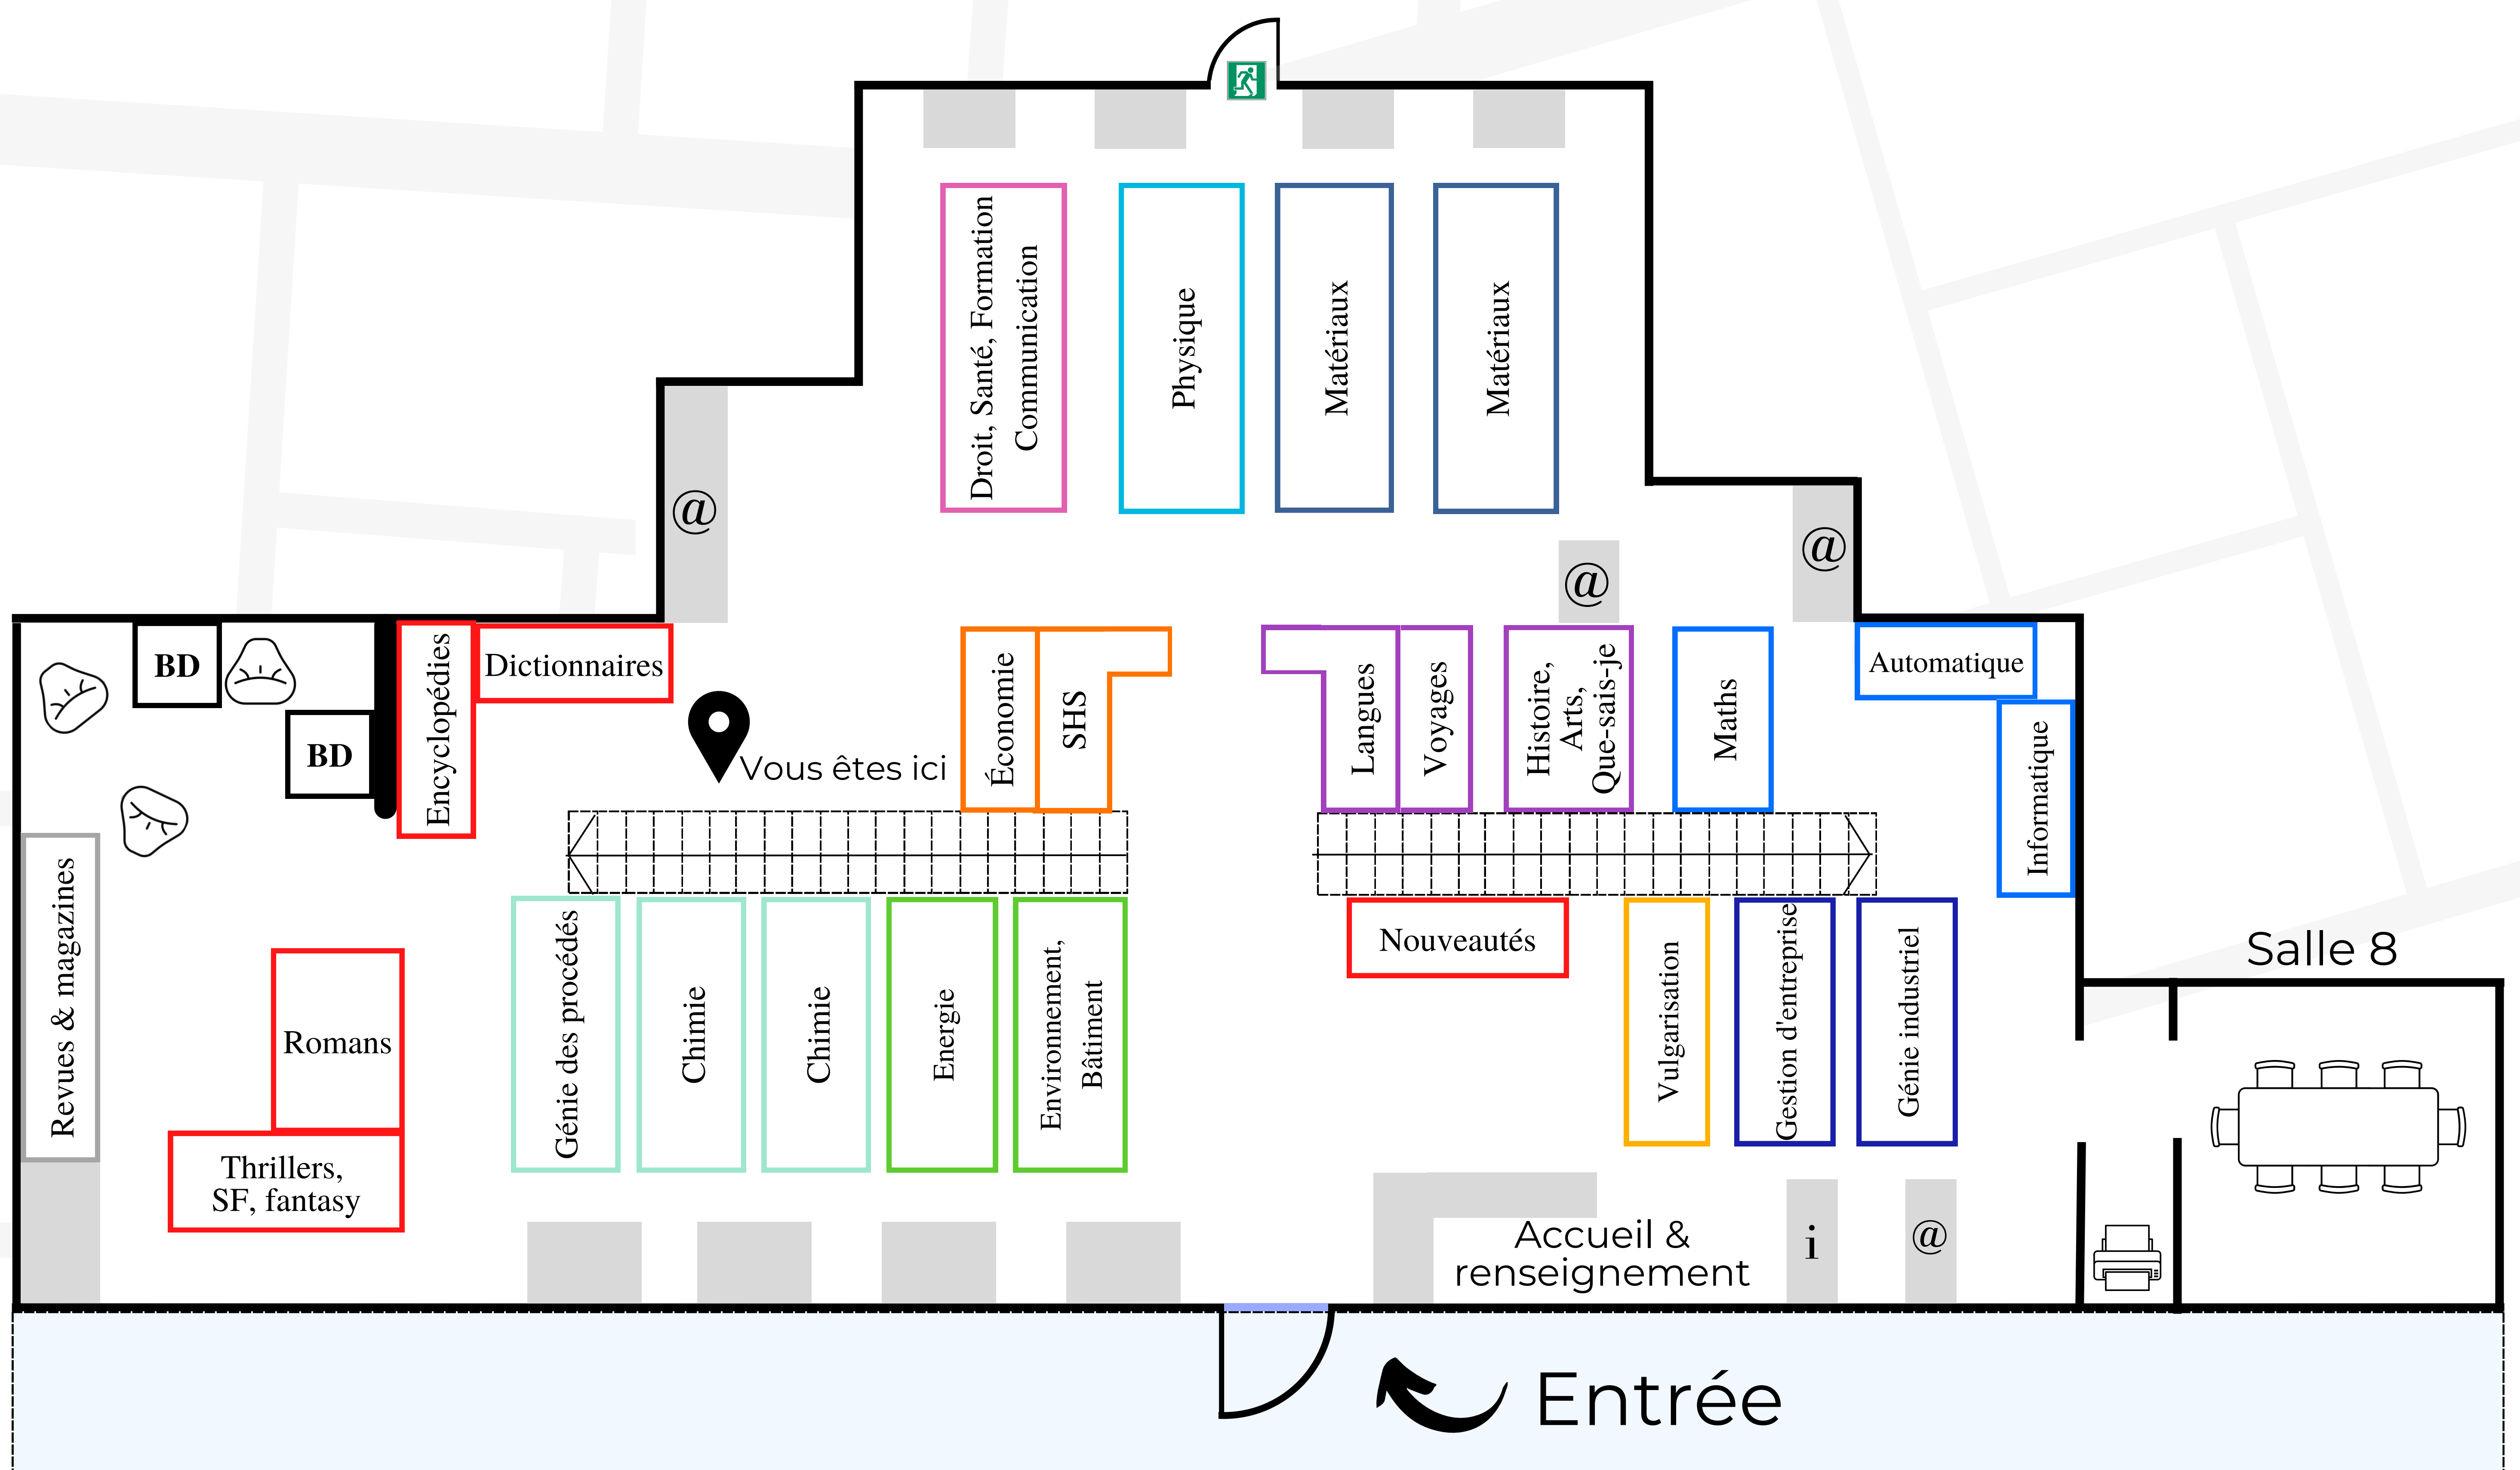 Droit, Santé, Formation
Communication
Physique
Matériaux
Matériaux
@
@
@
BD
BD
Encyclopédies
Dictionnaires
Vous êtes ici
Économie
SHS
Langues
Voyages
Histoire,
Arts,
Que-sais-je
Maths
Automatique
Informatique
Revues & magazines
Romans
Thrillers,
SF, fantasy
Génie des procédés
Chimie
Chimie
Energie
Environnement,
Bâtiment
Nouveautés
Vulgarisation
Gestion d'entreprise
Génie industriel
Salle 8
Accueil &
renseignement
i
@
Entrée